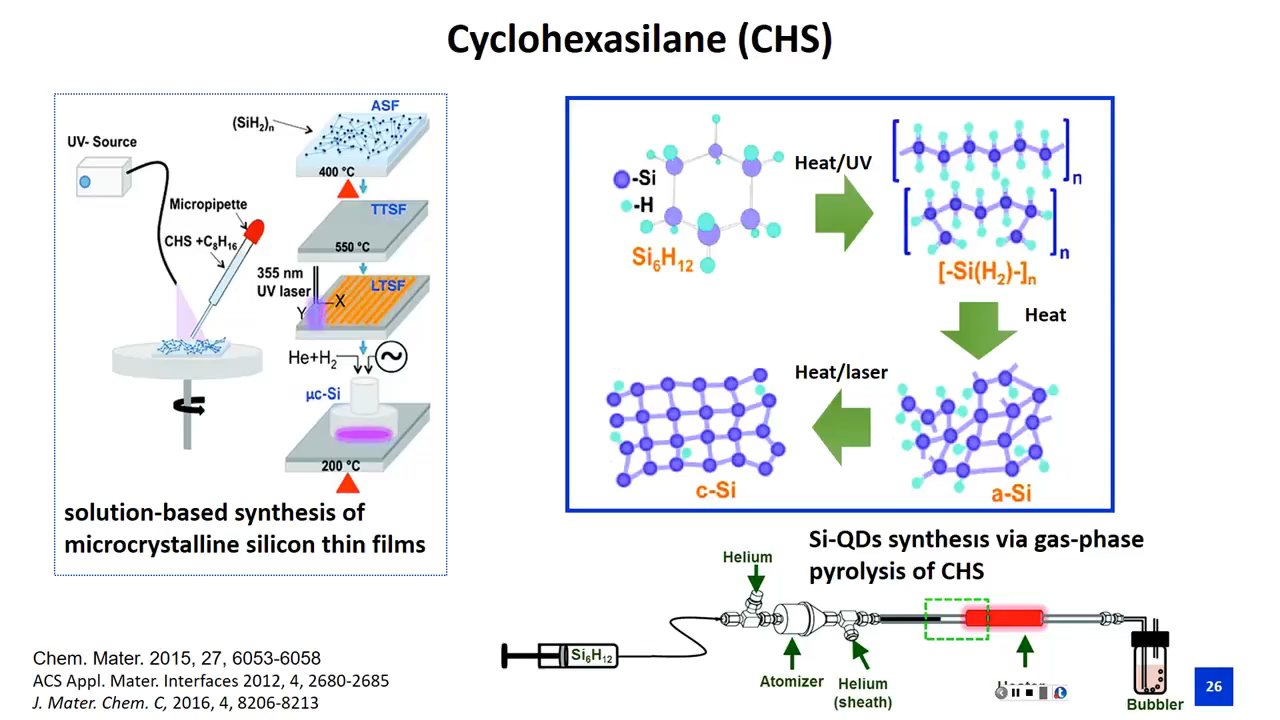 Cyclohexasilane (CHS)
UV- Source
Micropipette
CHS +C₈H₁₆
(SiH₂)ₙ
ASF
400 °C
TTSF
550 °C
355 nm
UV laser
LTSF
X
Y
He+H₂
µc-Si
200 °C
solution-based synthesis of
microcrystalline silicon thin films
-Si
-H
Si₆H₁₂
Heat/UV
n
n
[-Si(H₂)-]ₙ
Heat
Heat/laser
c-Si
a-Si
Si-QDs synthesis via gas-phase
pyrolysis of CHS
Helium
Si₆H₁₂
Atomizer
Helium
(sheath)
Bubbler
Chem. Mater. 2015, 27, 6053-6058
ACS Appl. Mater. Interfaces 2012, 4, 2680-2685
J. Mater. Chem. C, 2016, 4, 8206-8213
26